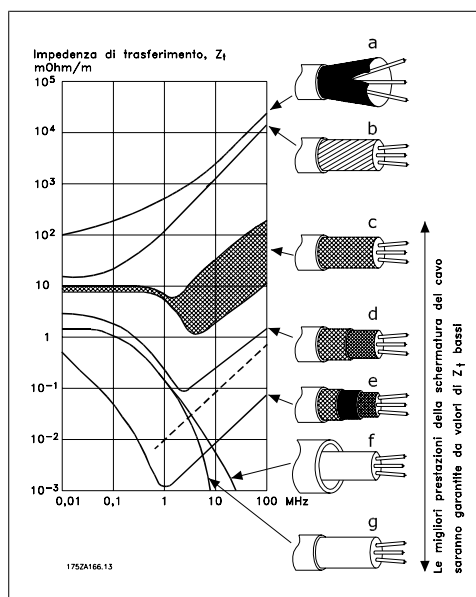 Impedenza di trasferimento, Zt
mOhm/m
10⁵
10⁴
10³
10²
10
1
10⁻¹
10⁻²
10⁻³
0,01
0,1
1
10
100
MHz
a
b
c
d
e
f
g
175ZA166.13
Le migliori prestazioni della schermatura del cavo
saranno garantite da valori di Zt bassi